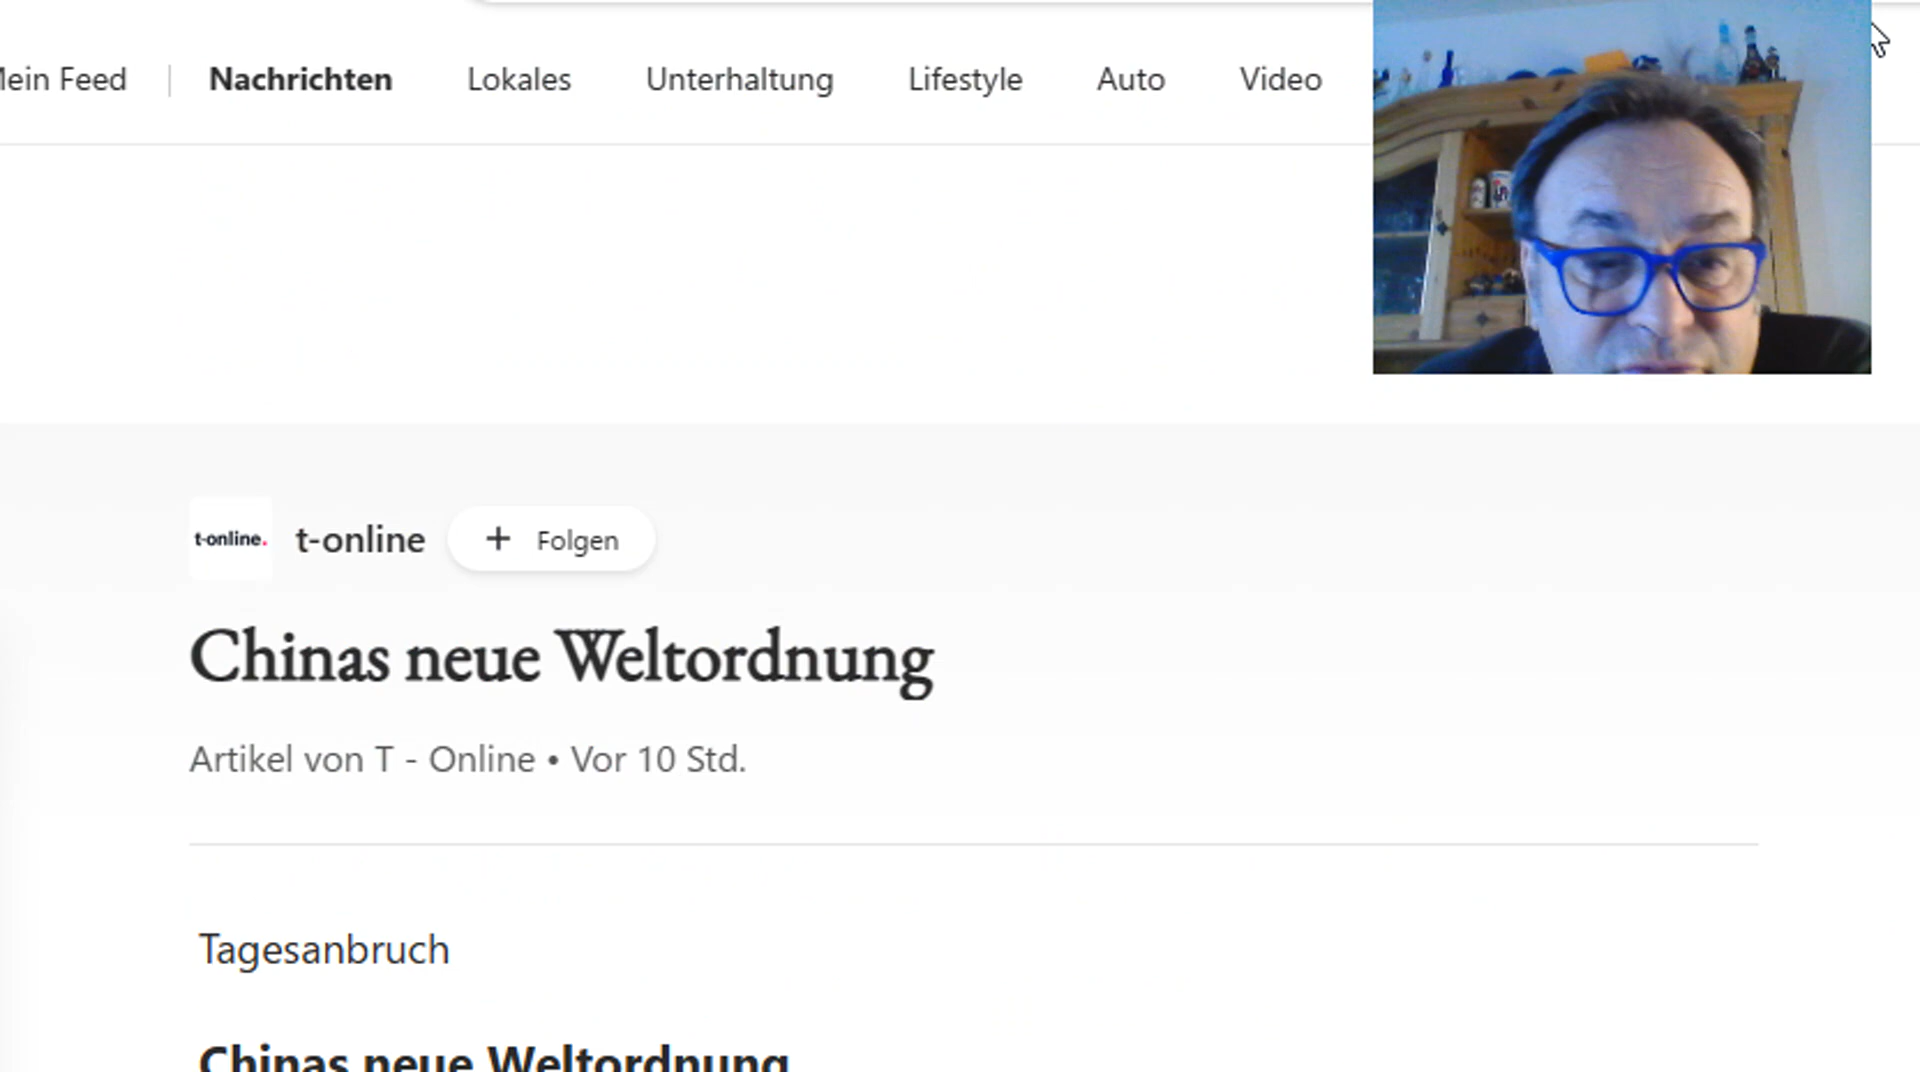 Mein Feed | Nachrichten Lokales Unterhaltung Lifestyle Auto Video
t-online. t-online + Folgen
Chinas neue Weltordnung
Artikel von T - Online • Vor 10 Std.
Tagesanbruch
Chinas neue Weltordnung